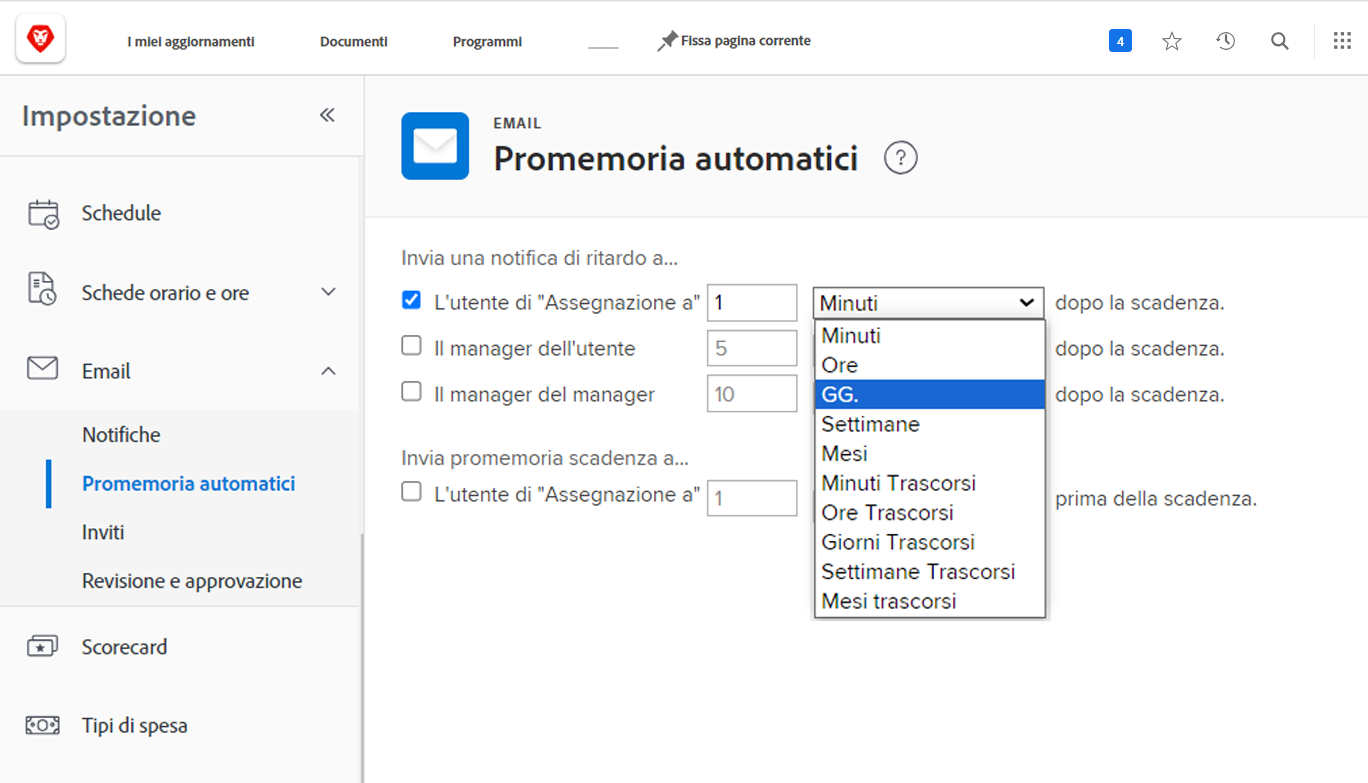 I miei aggiornamenti
Documenti
Programmi
Fissa pagina corrente
4
Impostazione
Schedule
Schede orario e ore
Email
Notifiche
Promemoria automatici
Inviti
Revisione e approvazione
Scorecard
Tipi di spesa
EMAIL
Promemoria automatici
?
Invia una notifica di ritardo a...
L'utente di "Assegnazione a" 1 Minuti dopo la scadenza.
Il manager dell'utente 5 dopo la scadenza.
Il manager del manager 10 dopo la scadenza.
Minuti
Ore
GG.
Settimane
Mesi
Minuti Trascorsi
Ore Trascorsi
Giorni Trascorsi
Settimane Trascorsi
Mesi trascorsi
Invia promemoria scadenza a...
L'utente di "Assegnazione a" 1 prima della scadenza.